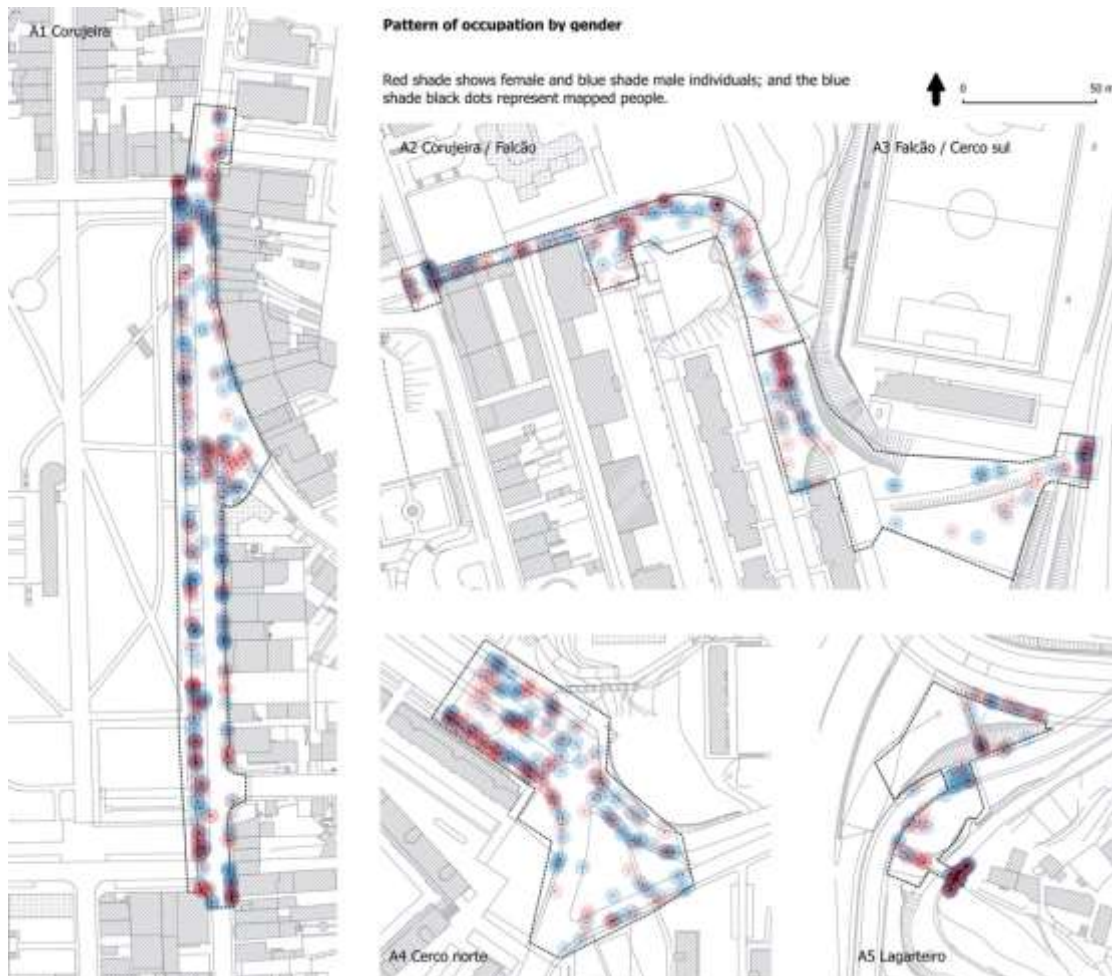 A1 Corujeira
Pattern of occupation by gender
Red shade shows female and blue shade male individuals; and the blue
shade black dots represent mapped people.
0 50 m
A2 Corujeira / Falcão
A3 Falcão / Cerco sul
A4 Cerco norte
A5 Lagarteiro